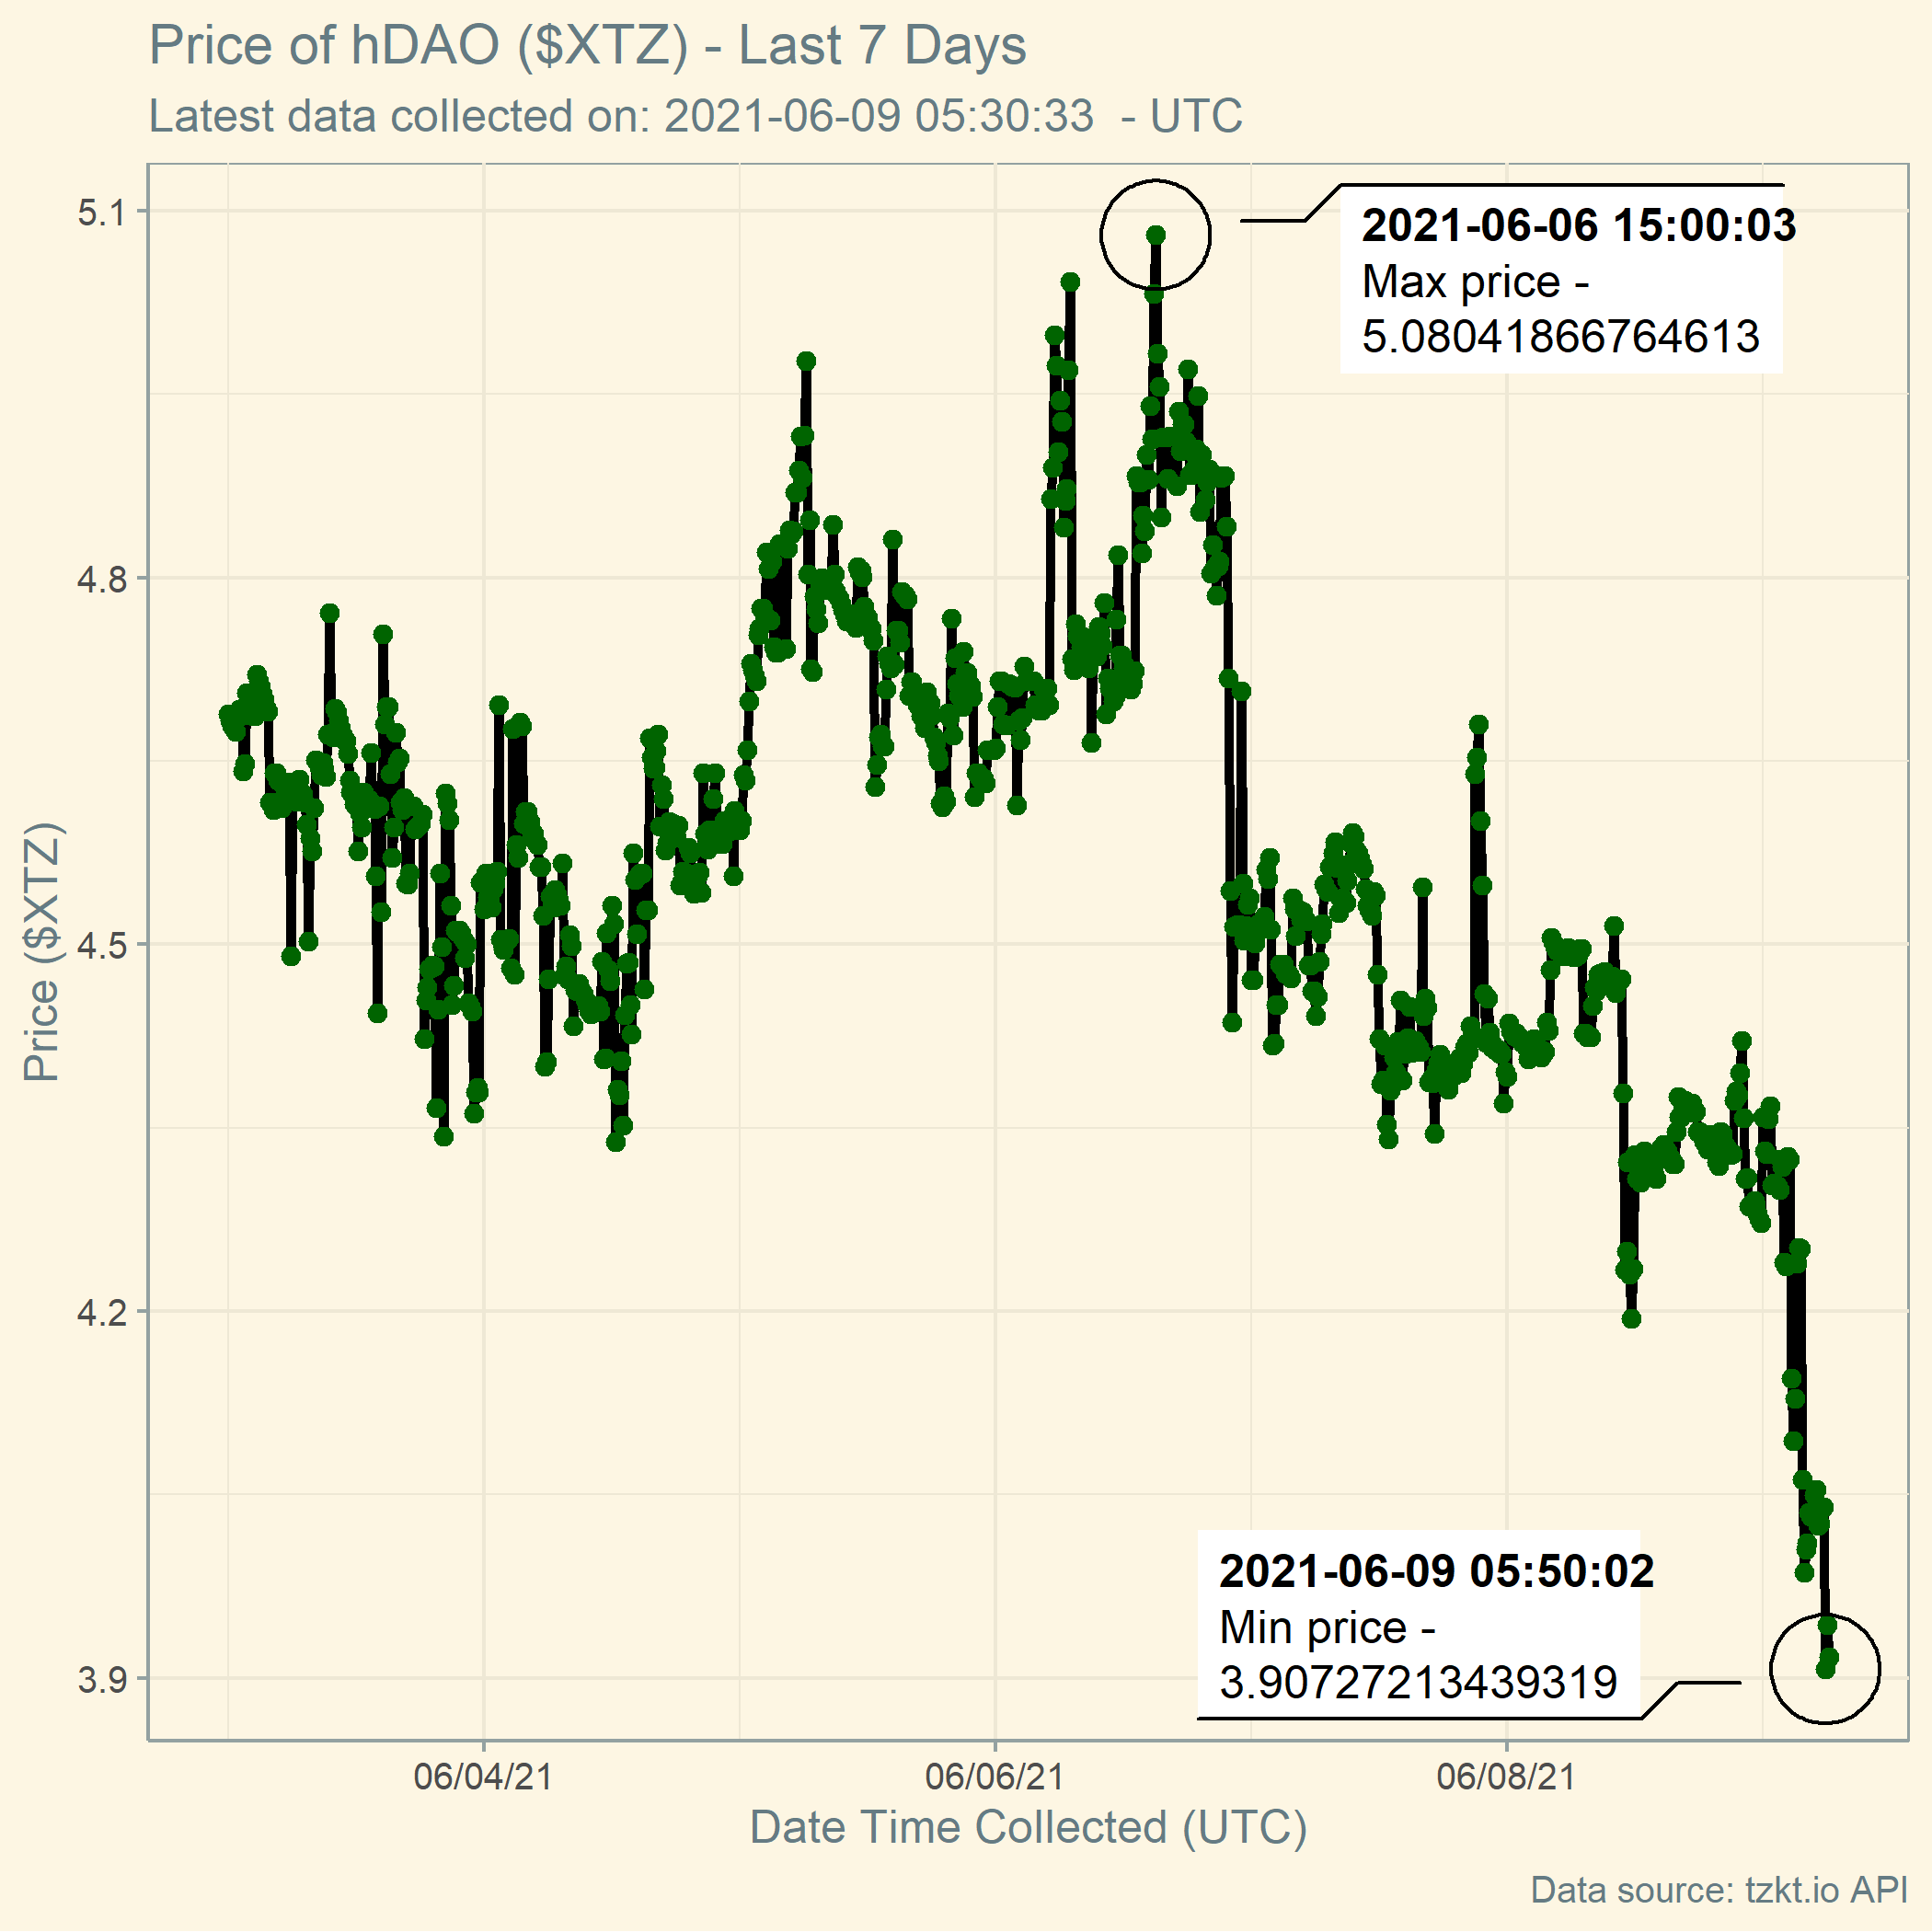 Price of hDAO ($XTZ) - Last 7 Days
Latest data collected on: 2021-06-09 05:30:33  - UTC
5.1
4.8
4.5
4.2
3.9
Price ($XTZ)
2021-06-06 15:00:03
Max price -
5.08041866764613
2021-06-09 05:50:02
Min price -
3.90727213439319
06/04/21
06/06/21
06/08/21
Date Time Collected (UTC)
Data source: tzkt.io API